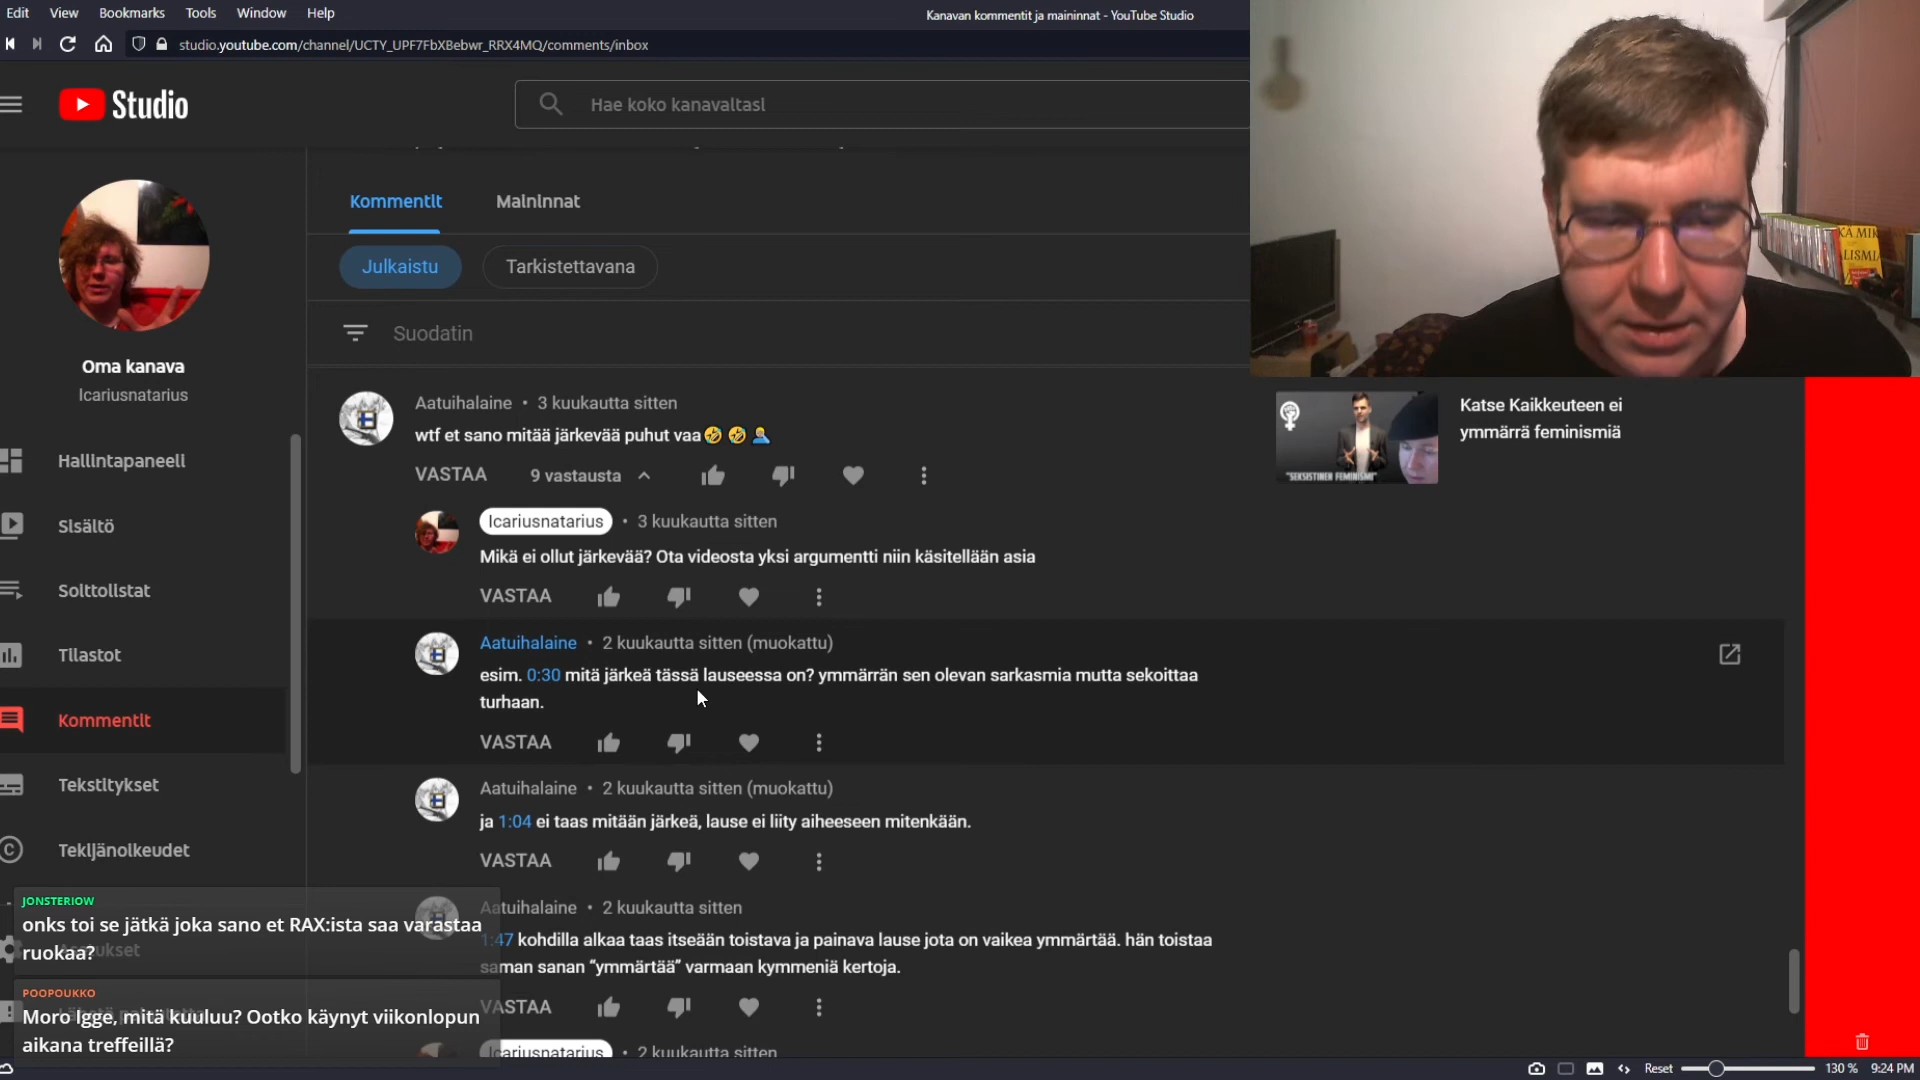 Edit View Bookmarks Tools Window Help
Kanavan kommentit ja maininnat - YouTube Studio
studio.youtube.com/channel/UCTY_UPF7FbXBebwr_RRX4MQ/comments/inbox
Studio
Hae koko kanavaltasi
Kommentit Maininnat
Julkaistu Tarkistettavana
Suodatin
Oma kanava
Icariusnatarius
Hallintapaneeli
Sisältö
Soittolistat
Tilastot
Kommentit
Tekstitykset
Tekijänoikeudet
Aatuihalaine • 3 kuukautta sitten
wtf et sano mitää järkevää puhut vaa🤣 🤣 🤦‍♂️
VASTAA 9 vastausta
Katse Kaikkeuteen ei
ymmärrä feminismiä
"SEKSISTINEN FEMINISMI"
Icariusnatarius • 3 kuukautta sitten
Mikä ei ollut järkevää? Ota videosta yksi argumentti niin käsitellään asia
VASTAA
Aatuihalaine • 2 kuukautta sitten (muokattu)
esim. 0:30 mitä järkeä tässä lauseessa on? ymmärrän sen olevan sarkasmia mutta sekoittaa
turhaan.
VASTAA
Aatuihalaine • 2 kuukautta sitten (muokattu)
ja 1:04 ei taas mitään järkeä, lause ei liity aiheeseen mitenkään.
VASTAA
Aatuihalaine • 2 kuukautta sitten
1:47 kohdilla alkaa taas itseään toistava ja painava lause jota on vaikea ymmärtää. hän toistaa
saman sanan “ymmärtää” varmaan kymmeniä kertoja.
VASTAA
Icariusnatarius • 2 kuukautta sitten
JONSTERIOW
onks toi se jätkä joka sano et RAX:ista saa varastaa
ruokaa?
POOPOUKKO
Moro Igge, mitä kuuluu? Ootko käynyt viikonlopun
aikana treffeillä?
Reset 130 % 9:24 PM